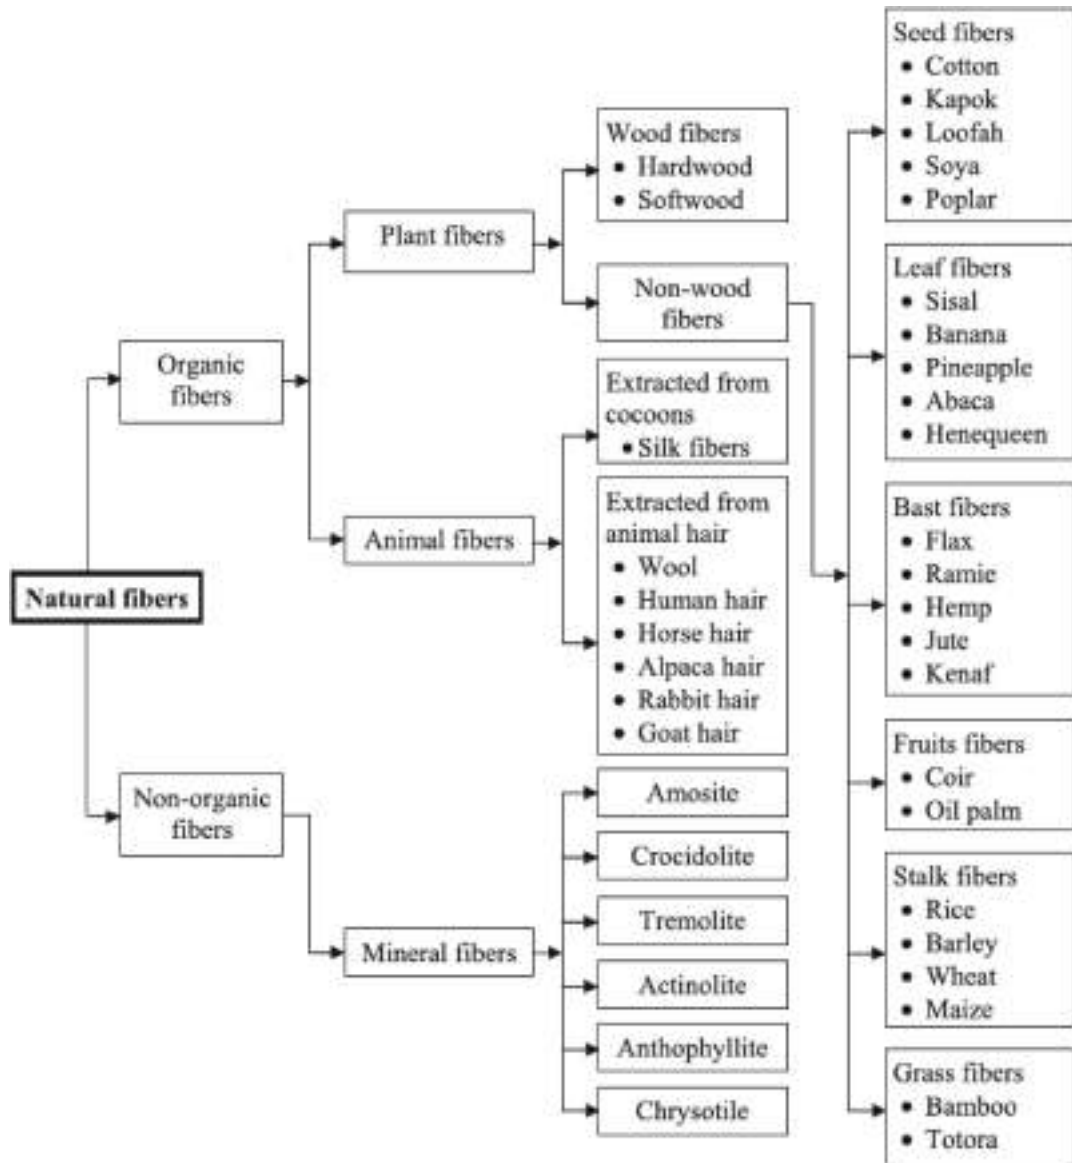 Natural fibers
Organic
fibers
Non-organic
fibers
Plant fibers
Animal fibers
Mineral fibers
Wood fibers
• Hardwood
• Softwood
Non-wood
fibers
Extracted from
cocoons
• Silk fibers
Extracted from
animal hair
• Wool
• Human hair
• Horse hair
• Alpaca hair
• Rabbit hair
• Goat hair
Amosite
Crocidolite
Tremolite
Actinolite
Anthophyllite
Chrysotile
Seed fibers
• Cotton
• Kapok
• Loofah
• Soya
• Poplar
Leaf fibers
• Sisal
• Banana
• Pineapple
• Abaca
• Henequeen
Bast fibers
• Flax
• Ramie
• Hemp
• Jute
• Kenaf
Fruits fibers
• Coir
• Oil palm
Stalk fibers
• Rice
• Barley
• Wheat
• Maize
Grass fibers
• Bamboo
• Totora